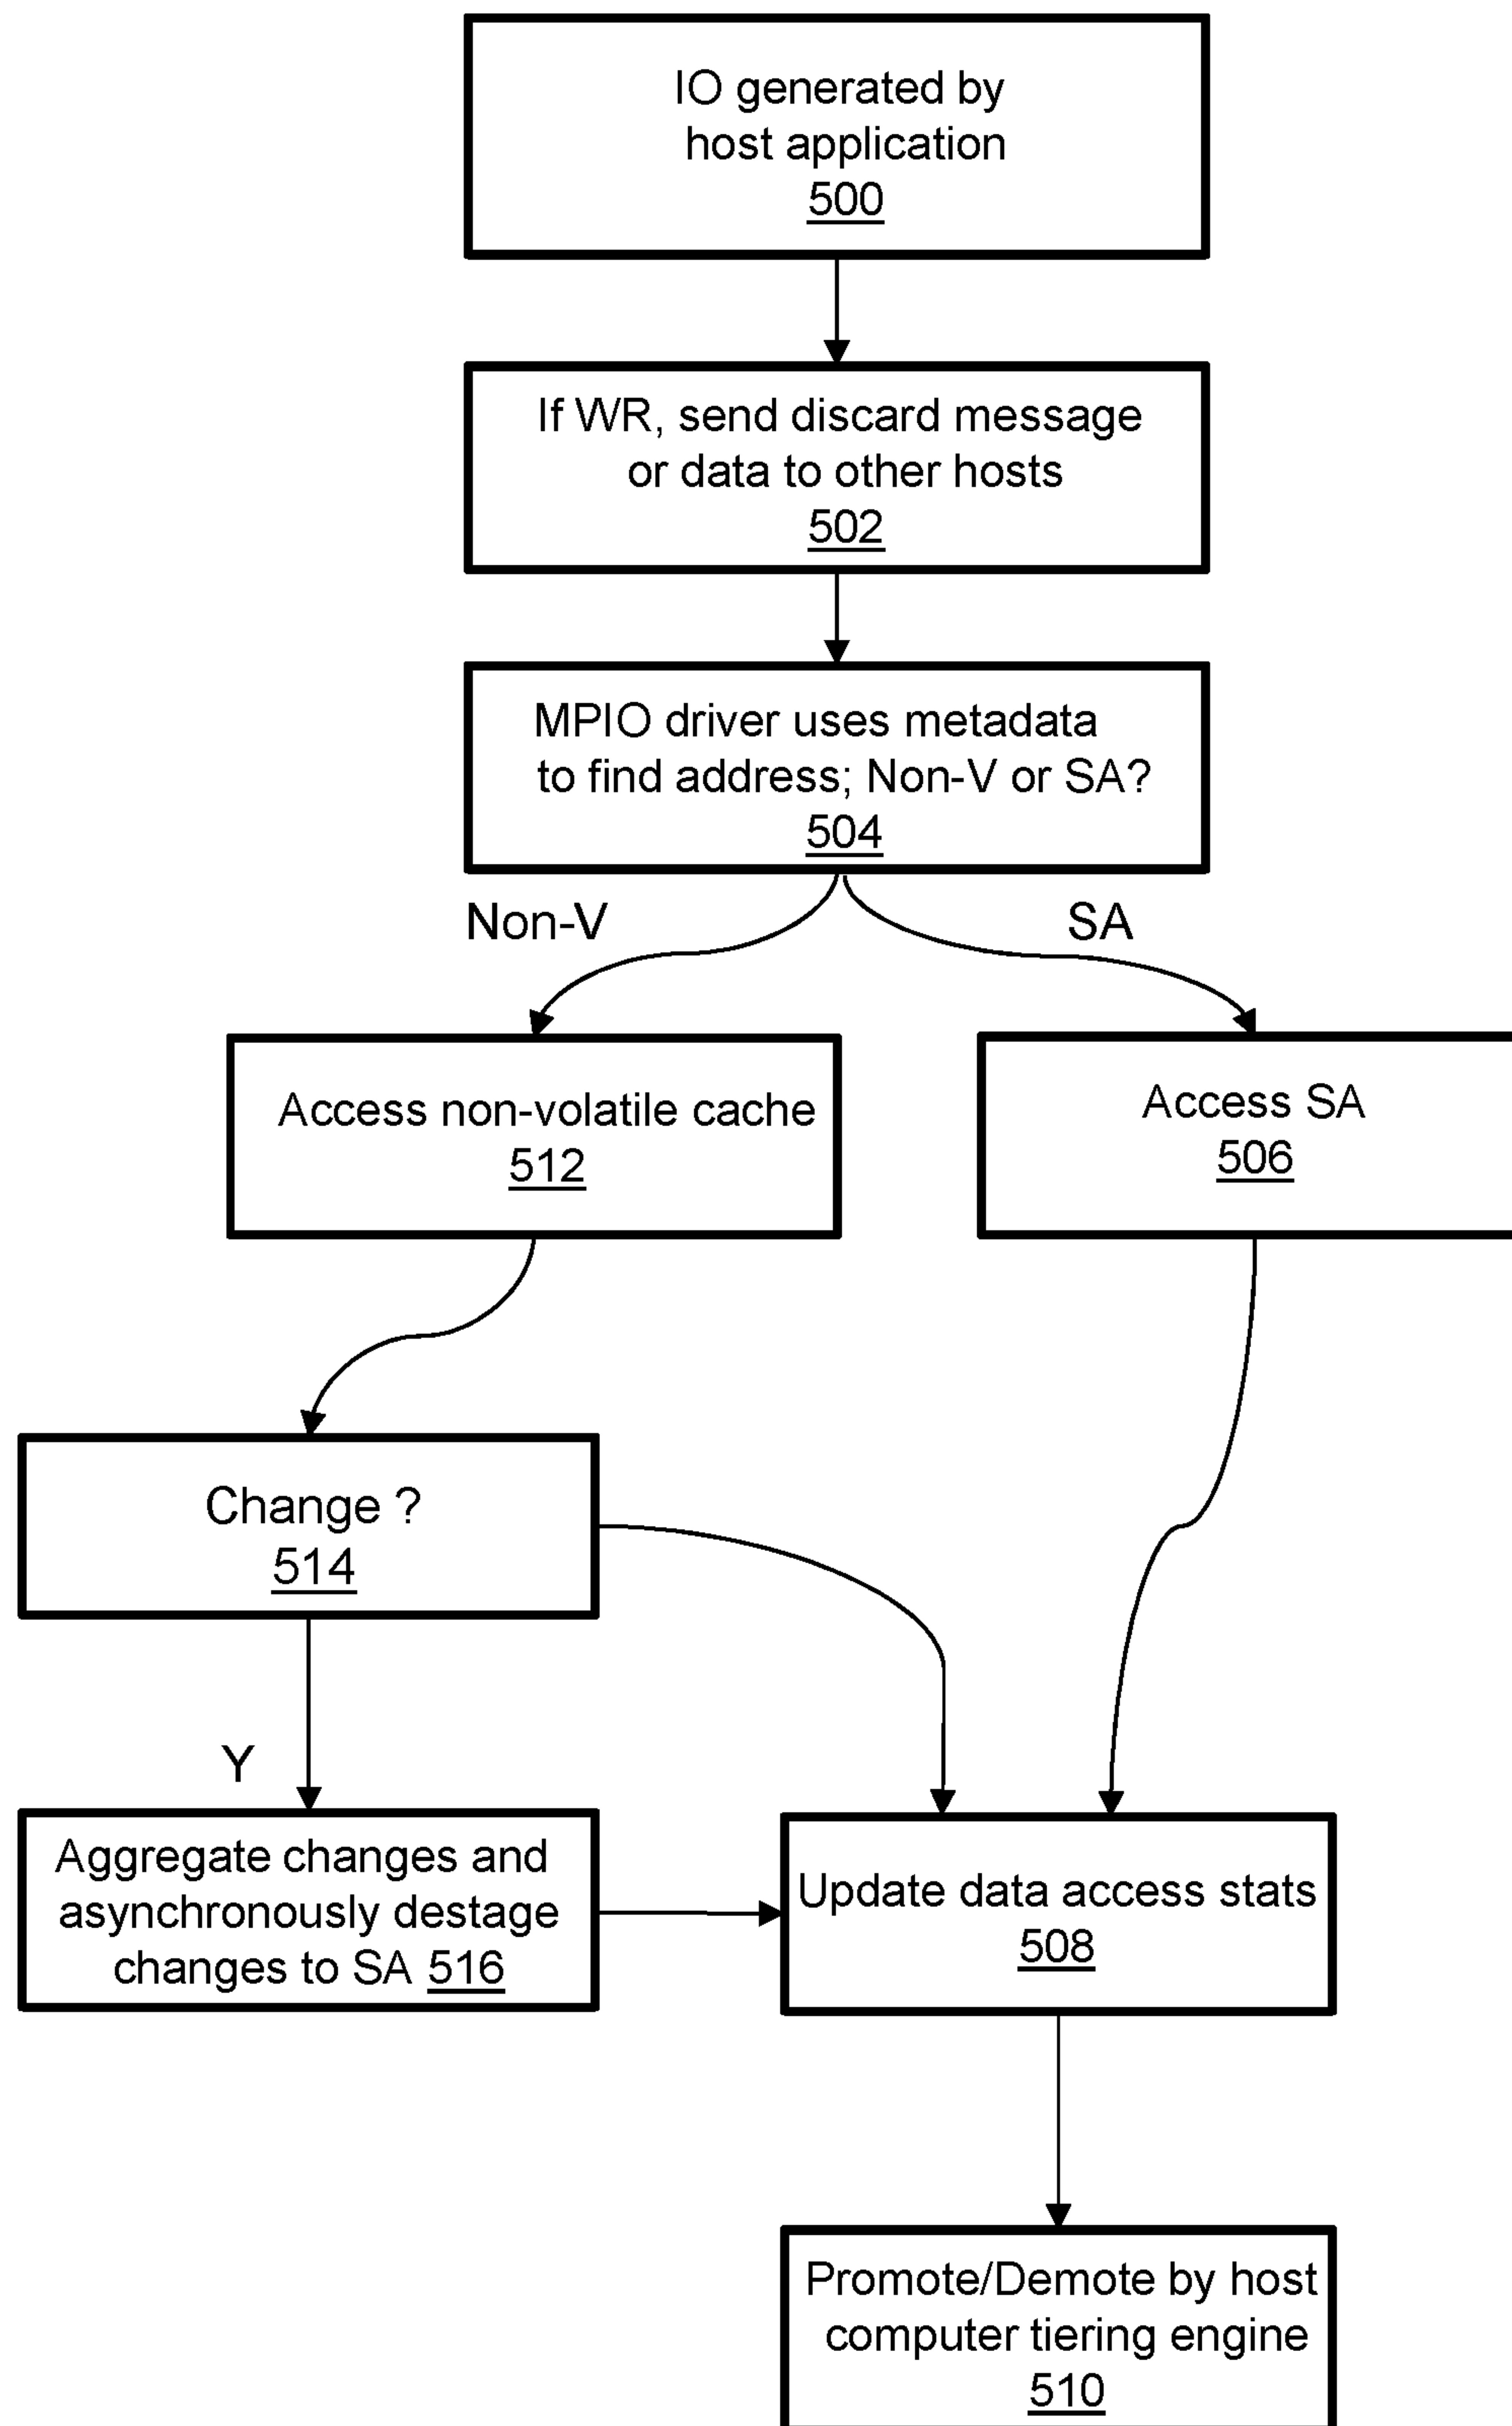 IO generated by
host application
500
If WR, send discard message
or data to other hosts
502
MPIO driver uses metadata
to find address; Non-V or SA?
504
Non-V
SA
Access non-volatile cache
512
Access SA
506
Change ?
514
Y
Aggregate changes and
asynchronously destage
changes to SA 516
Update data access stats
508
Promote/Demote by host
computer tiering engine
510